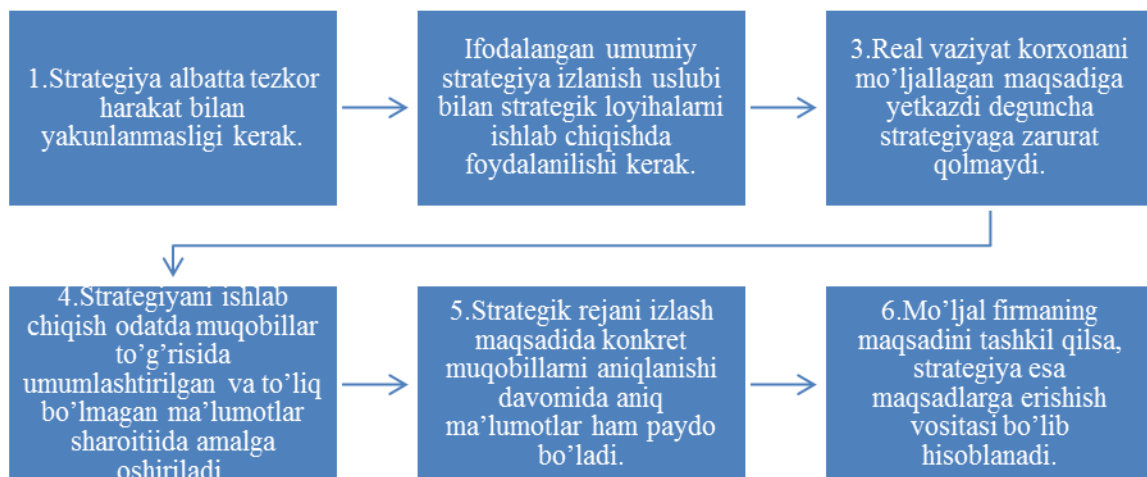 1.Strategiya albatta tezkor
harakat bilan
yakunlanmasligi kerak.
Ifodalangan umumiy
strategiya izlanish uslubi
bilan strategik loyihalarni
ishlab chiqishda
foydalanilishi kerak.
3.Real vaziyat korxonani
mo’ljallagan maqsadiga
yetkazdi deguncha
strategiyaga zarurat
qolmaydi.
4.Strategiyani ishlab
chiqish odatda muqobillar
to’g’risida
umumlashtirilgan va to’liq
bo’lmagan ma’lumotlar
sharoitiida amalga
oshiriladi
5.Strategik rejani izlash
maqsadida konkret
muqobillarni aniqlanishi
davomida aniq
ma’lumotlar ham paydo
bo’ladi.
6.Mo’ljal firmaning
maqsadini tashkil qilsa,
strategiya esa
maqsadlarga erishish
vositasi bo’lib
hisoblanadi.